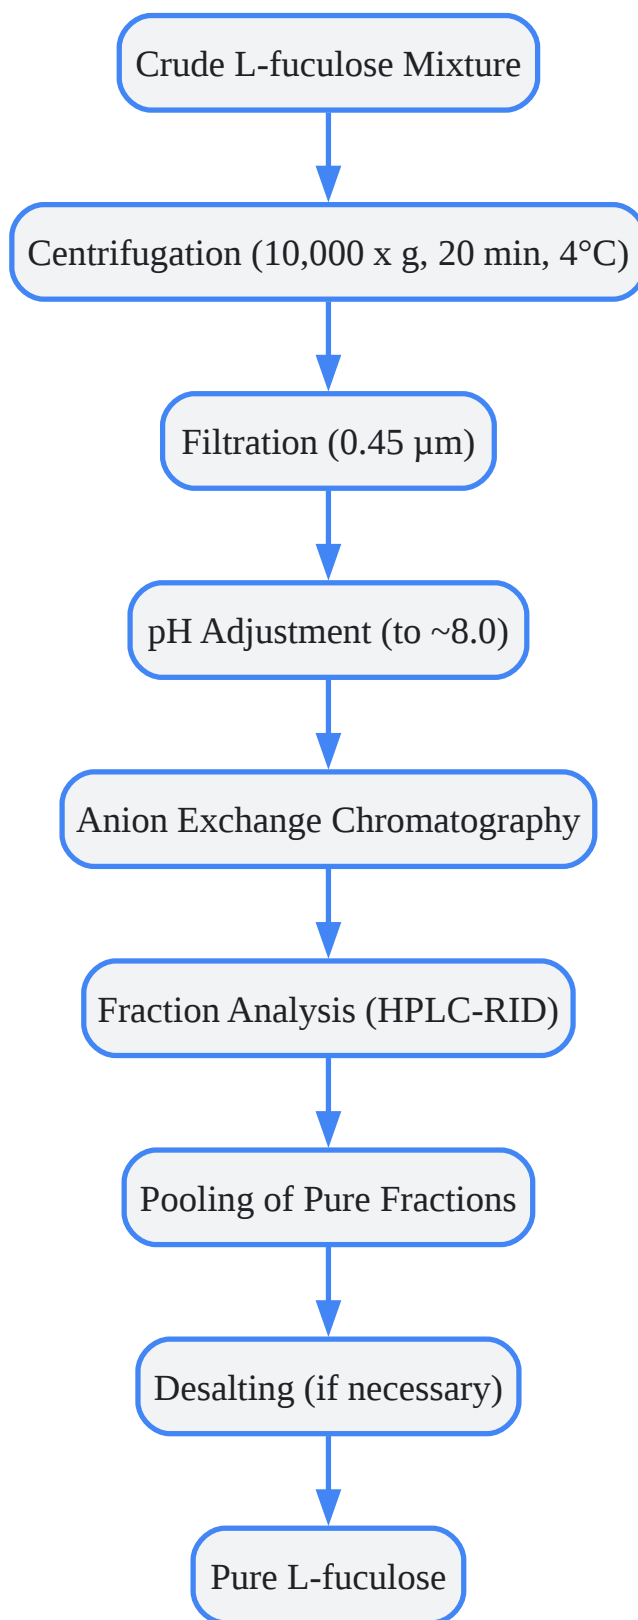 Crude L-fuculose Mixture
Centrifugation (10,000 x g, 20 min, 4°C)
Filtration (0.45 µm)
pH Adjustment (to ~8.0)
Anion Exchange Chromatography
Fraction Analysis (HPLC-RID)
Pooling of Pure Fractions
Desalting (if necessary)
Pure L-fuculose